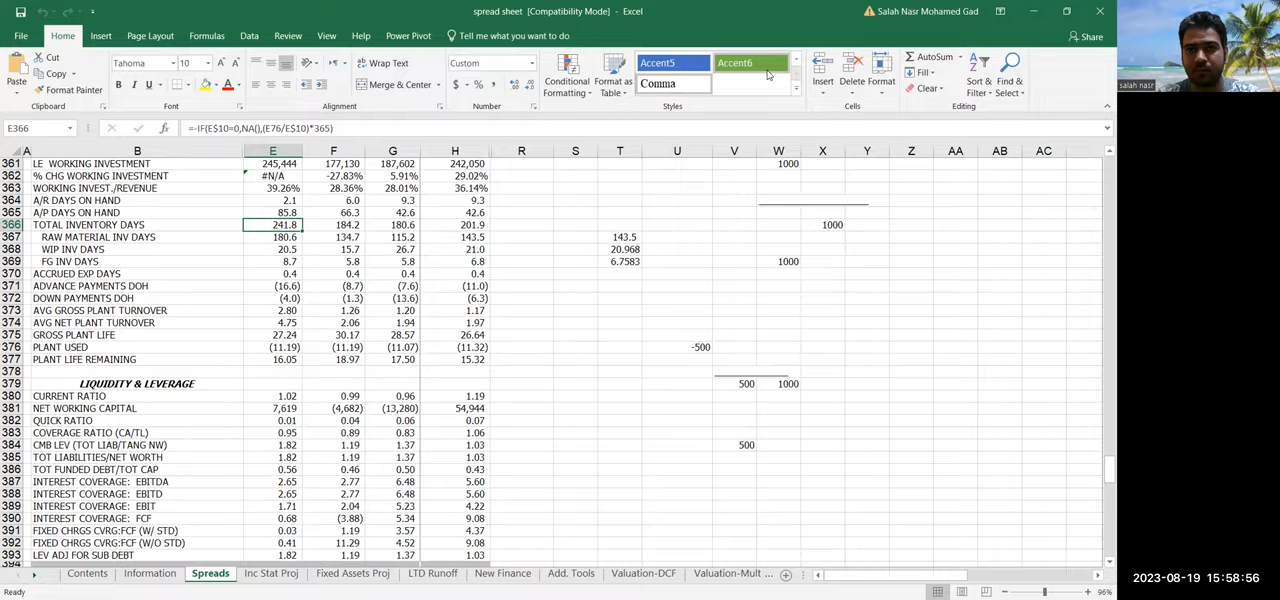 spread sheet [Compatibility Mode] - Excel
Salah Nasr Mohamed Gad
File Home Insert Page Layout Formulas Data Review View Help Power Pivot Tell me what you want to do Share
Cut
Copy
Format Painter
Paste
Clipboard
Tahoma
B I U
Font
Wrap Text
Merge & Center
Alignment
Custom
$ % ,
Number
Conditional Formatting
Format as Table
Accent5 Accent6
Comma
Styles
Insert Delete Format
Cells
AutoSum
Fill
Clear
Sort & Filter
Find & Select
Editing
salah nasr
E366 fx =-IF(E$10=0,NA(),(E76/E$10)*365)
A B E F G H R S T U V W X Y Z AA AB AC
361 LE WORKING INVESTMENT 245,444 177,130 187,602 242,050 1000
362 % CHG WORKING INVESTMENT #N/A -27.83% 5.91% 29.02%
363 WORKING INVEST./REVENUE 39.26% 28.36% 28.01% 36.14%
364 A/R DAYS ON HAND 2.1 6.0 9.3 9.3
365 A/P DAYS ON HAND 85.8 66.3 42.6 42.6
366 TOTAL INVENTORY DAYS 241.8 184.2 180.6 201.9 1000
367 RAW MATERIAL INV DAYS 180.6 134.7 115.2 143.5 143.5
368 WIP INV DAYS 20.5 15.7 26.7 21.0 20.968
369 FG INV DAYS 8.7 5.8 5.8 6.8 6.7583 1000
370 ACCRUED EXP DAYS 0.4 0.4 0.4 0.4
371 ADVANCE PAYMENTS DOH (16.6) (8.7) (7.6) (11.0)
372 DOWN PAYMENTS DOH (4.0) (1.3) (13.6) (6.3)
373 AVG GROSS PLANT TURNOVER 2.80 1.26 1.20 1.17
374 AVG NET PLANT TURNOVER 4.75 2.06 1.94 1.97
375 GROSS PLANT LIFE 27.24 30.17 28.57 26.64
376 PLANT USED (11.19) (11.19) (11.07) (11.32) -500
377 PLANT LIFE REMAINING 16.05 18.97 17.50 15.32
378
379 LIQUIDITY & LEVERAGE 500 1000
380 CURRENT RATIO 1.02 0.99 0.96 1.19
381 NET WORKING CAPITAL 7,619 (4,682) (13,280) 54,944
382 QUICK RATIO 0.01 0.04 0.06 0.07
383 COVERAGE RATIO (CA/TL) 0.95 0.89 0.83 1.06
384 CMB LEV (TOT LIAB/TANG NW) 1.82 1.19 1.37 1.03 500
385 TOT LIABILITIES/NET WORTH 1.82 1.19 1.37 1.03
386 TOT FUNDED DEBT/TOT CAP 0.56 0.46 0.50 0.43
387 INTEREST COVERAGE: EBITDA 2.65 2.77 6.48 5.60
388 INTEREST COVERAGE: EBITD 2.65 2.77 6.48 5.60
389 INTEREST COVERAGE: EBIT 1.71 2.04 5.23 4.22
390 INTEREST COVERAGE: FCF 0.68 (3.88) 5.34 9.08
391 FIXED CHRGS CVRG:FCF (W/ STD) 0.03 1.19 3.57 4.37
392 FIXED CHRGS CVRG:FCF (W/O STD) 0.41 11.29 4.52 9.08
393 LEV ADJ FOR SUB DEBT 1.82 1.19 1.37 1.03
394
Contents Information Spreads Inc Stat Proj Fixed Assets Proj LTD Runoff New Finance Add. Tools Valuation-DCF Valuation-Mult ...
Ready 96%
2023-08-19 15:58:56